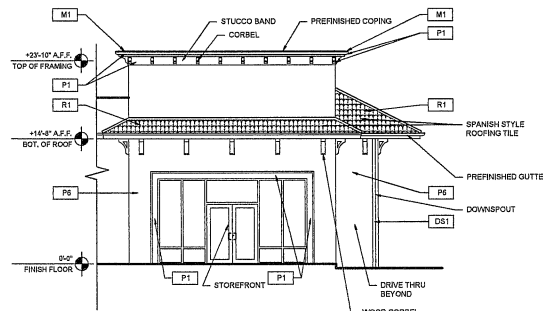 M1
STUCCO BAND
PREFINISHED COPING
M1
CORBEL
P1
+23'-10" A.F.F.
TOP OF FRAMING
P1
R1
R1
SPANISH STYLE
ROOFING TILE
+14'-8" A.F.F.
BOT. OF ROOF
PREFINISHED GUTTE
P6
P6
DOWNSPOUT
DS1
0'-0"
FINISH FLOOR
P1
STOREFRONT
P1
DRIVE THRU
BEYOND
WOOD CORBEL